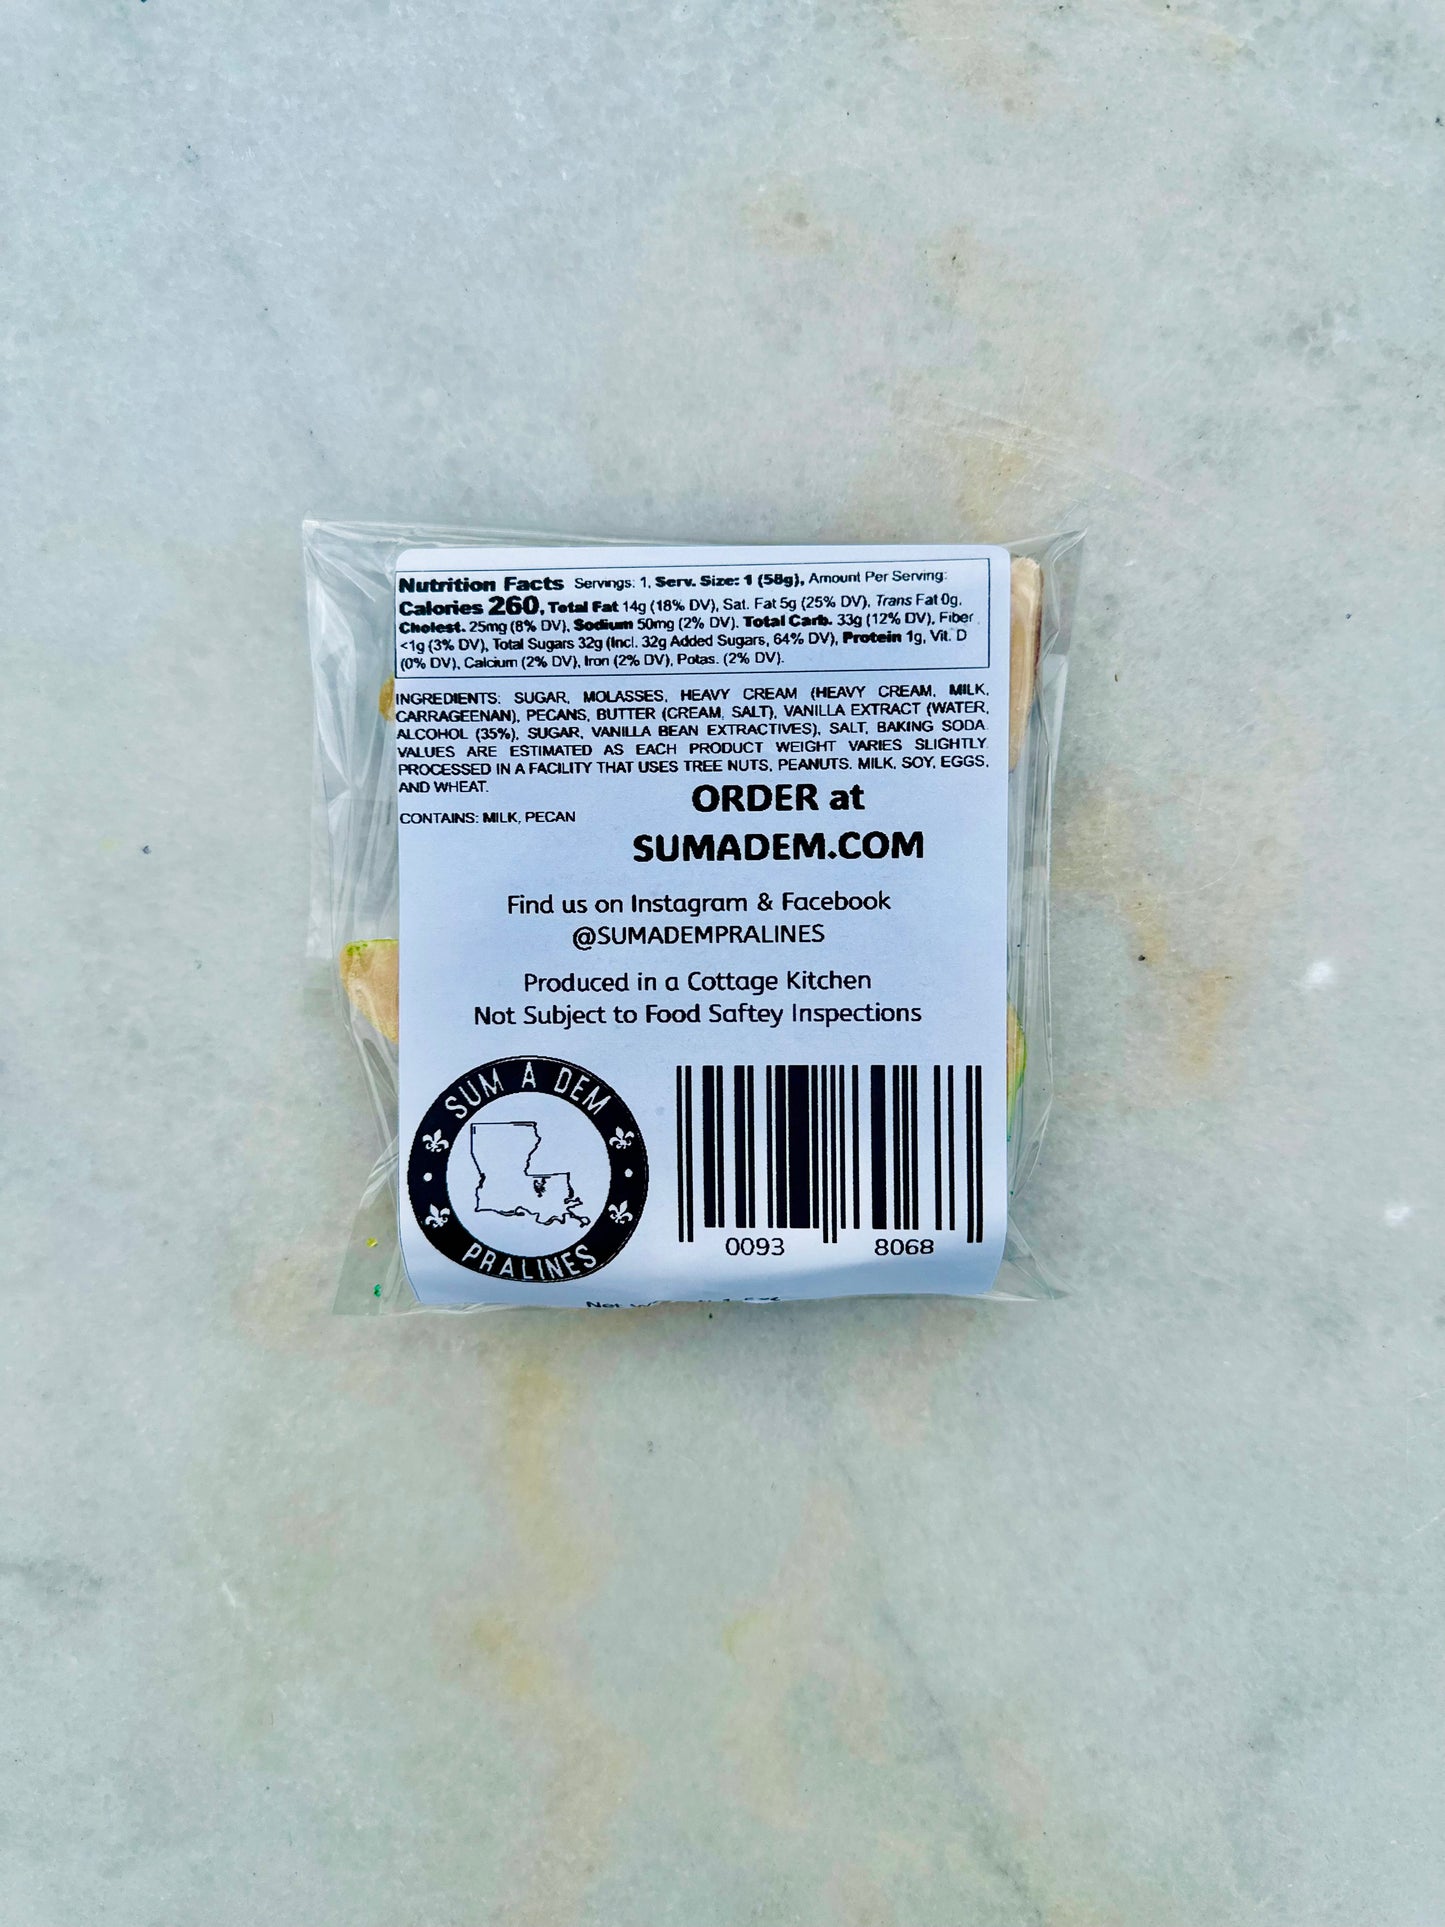 Nutrition Facts Servings: 1, Serv. Size: 1 (58g), Amount Per Serving:
Calories 260, Total Fat 14g (18% DV), Sat. Fat 5g (25% DV), Trans Fat 0g,
Cholest. 25mg (8% DV), Sodium 50mg (2% DV), Total Carb. 33g (12% DV), Fiber
<1g (3% DV), Total Sugars 32g (Incl. 32g Added Sugars, 64% DV), Protein 1g, Vit. D
(0% DV), Calcium (2% DV), Iron (2% DV), Potas. (2% DV).
INGREDIENTS: SUGAR, MOLASSES, HEAVY CREAM (HEAVY CREAM, MILK,
CARRAGEENAN), PECANS, BUTTER (CREAM, SALT), VANILLA EXTRACT (WATER,
ALCOHOL (35%), SUGAR, VANILLA BEAN EXTRACTIVES), SALT, BAKING SODA
VALUES ARE ESTIMATED AS EACH PRODUCT WEIGHT VARIES SLIGHTLY.
PROCESSED IN A FACILITY THAT USES TREE NUTS, PEANUTS. MILK, SOY, EGGS,
AND WHEAT.
CONTAINS: MILK, PECAN
ORDER at
SUMADEM.COM
Find us on Instagram & Facebook
@SUMADEMPRALINES
Produced in a Cottage Kitchen
Not Subject to Food Saftey Inspections
SUM A DEM
PRALINES
0093 8068
Net